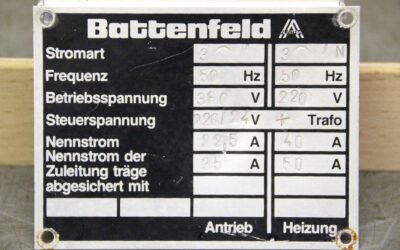 Battenfeld
Stromart 3 3 N
Frequenz 50 Hz 50 Hz
Betriebsspannung 380 V 220 V
Steuerspannung 220/24 V + Trafo
Nennstrom 22,5 A 40 A
Nennstrom der
Zuleitung träge 35 A 50 A
abgesichert mit
Antrieb Heizung